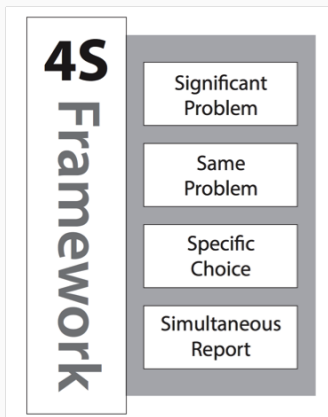 4S
Framework
Significant
Problem
Same
Problem
Specific
Choice
Simultaneous
Report